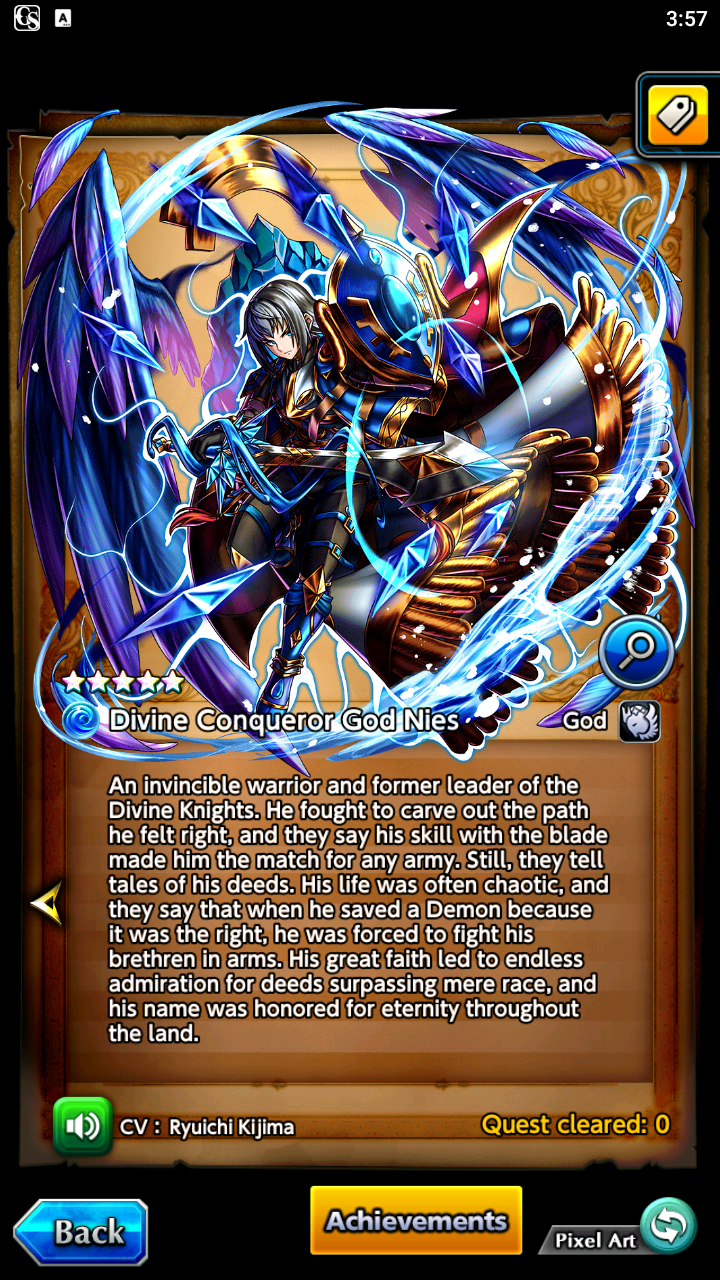 GS A 3:57
Divine Conqueror God Nies God
An invincible warrior and former leader of the
Divine Knights. He fought to carve out the path
he felt right, and they say his skill with the blade
made him the match for any army. Still, they tell
tales of his deeds. His life was often chaotic, and
they say that when he saved a Demon because
it was the right, he was forced to fight his
brethren in arms. His great faith led to endless
admiration for deeds surpassing mere race, and
his name was honored for eternity throughout
the land.
CV : Ryuichi Kijima Quest cleared: 0
Back Achievements Pixel Art